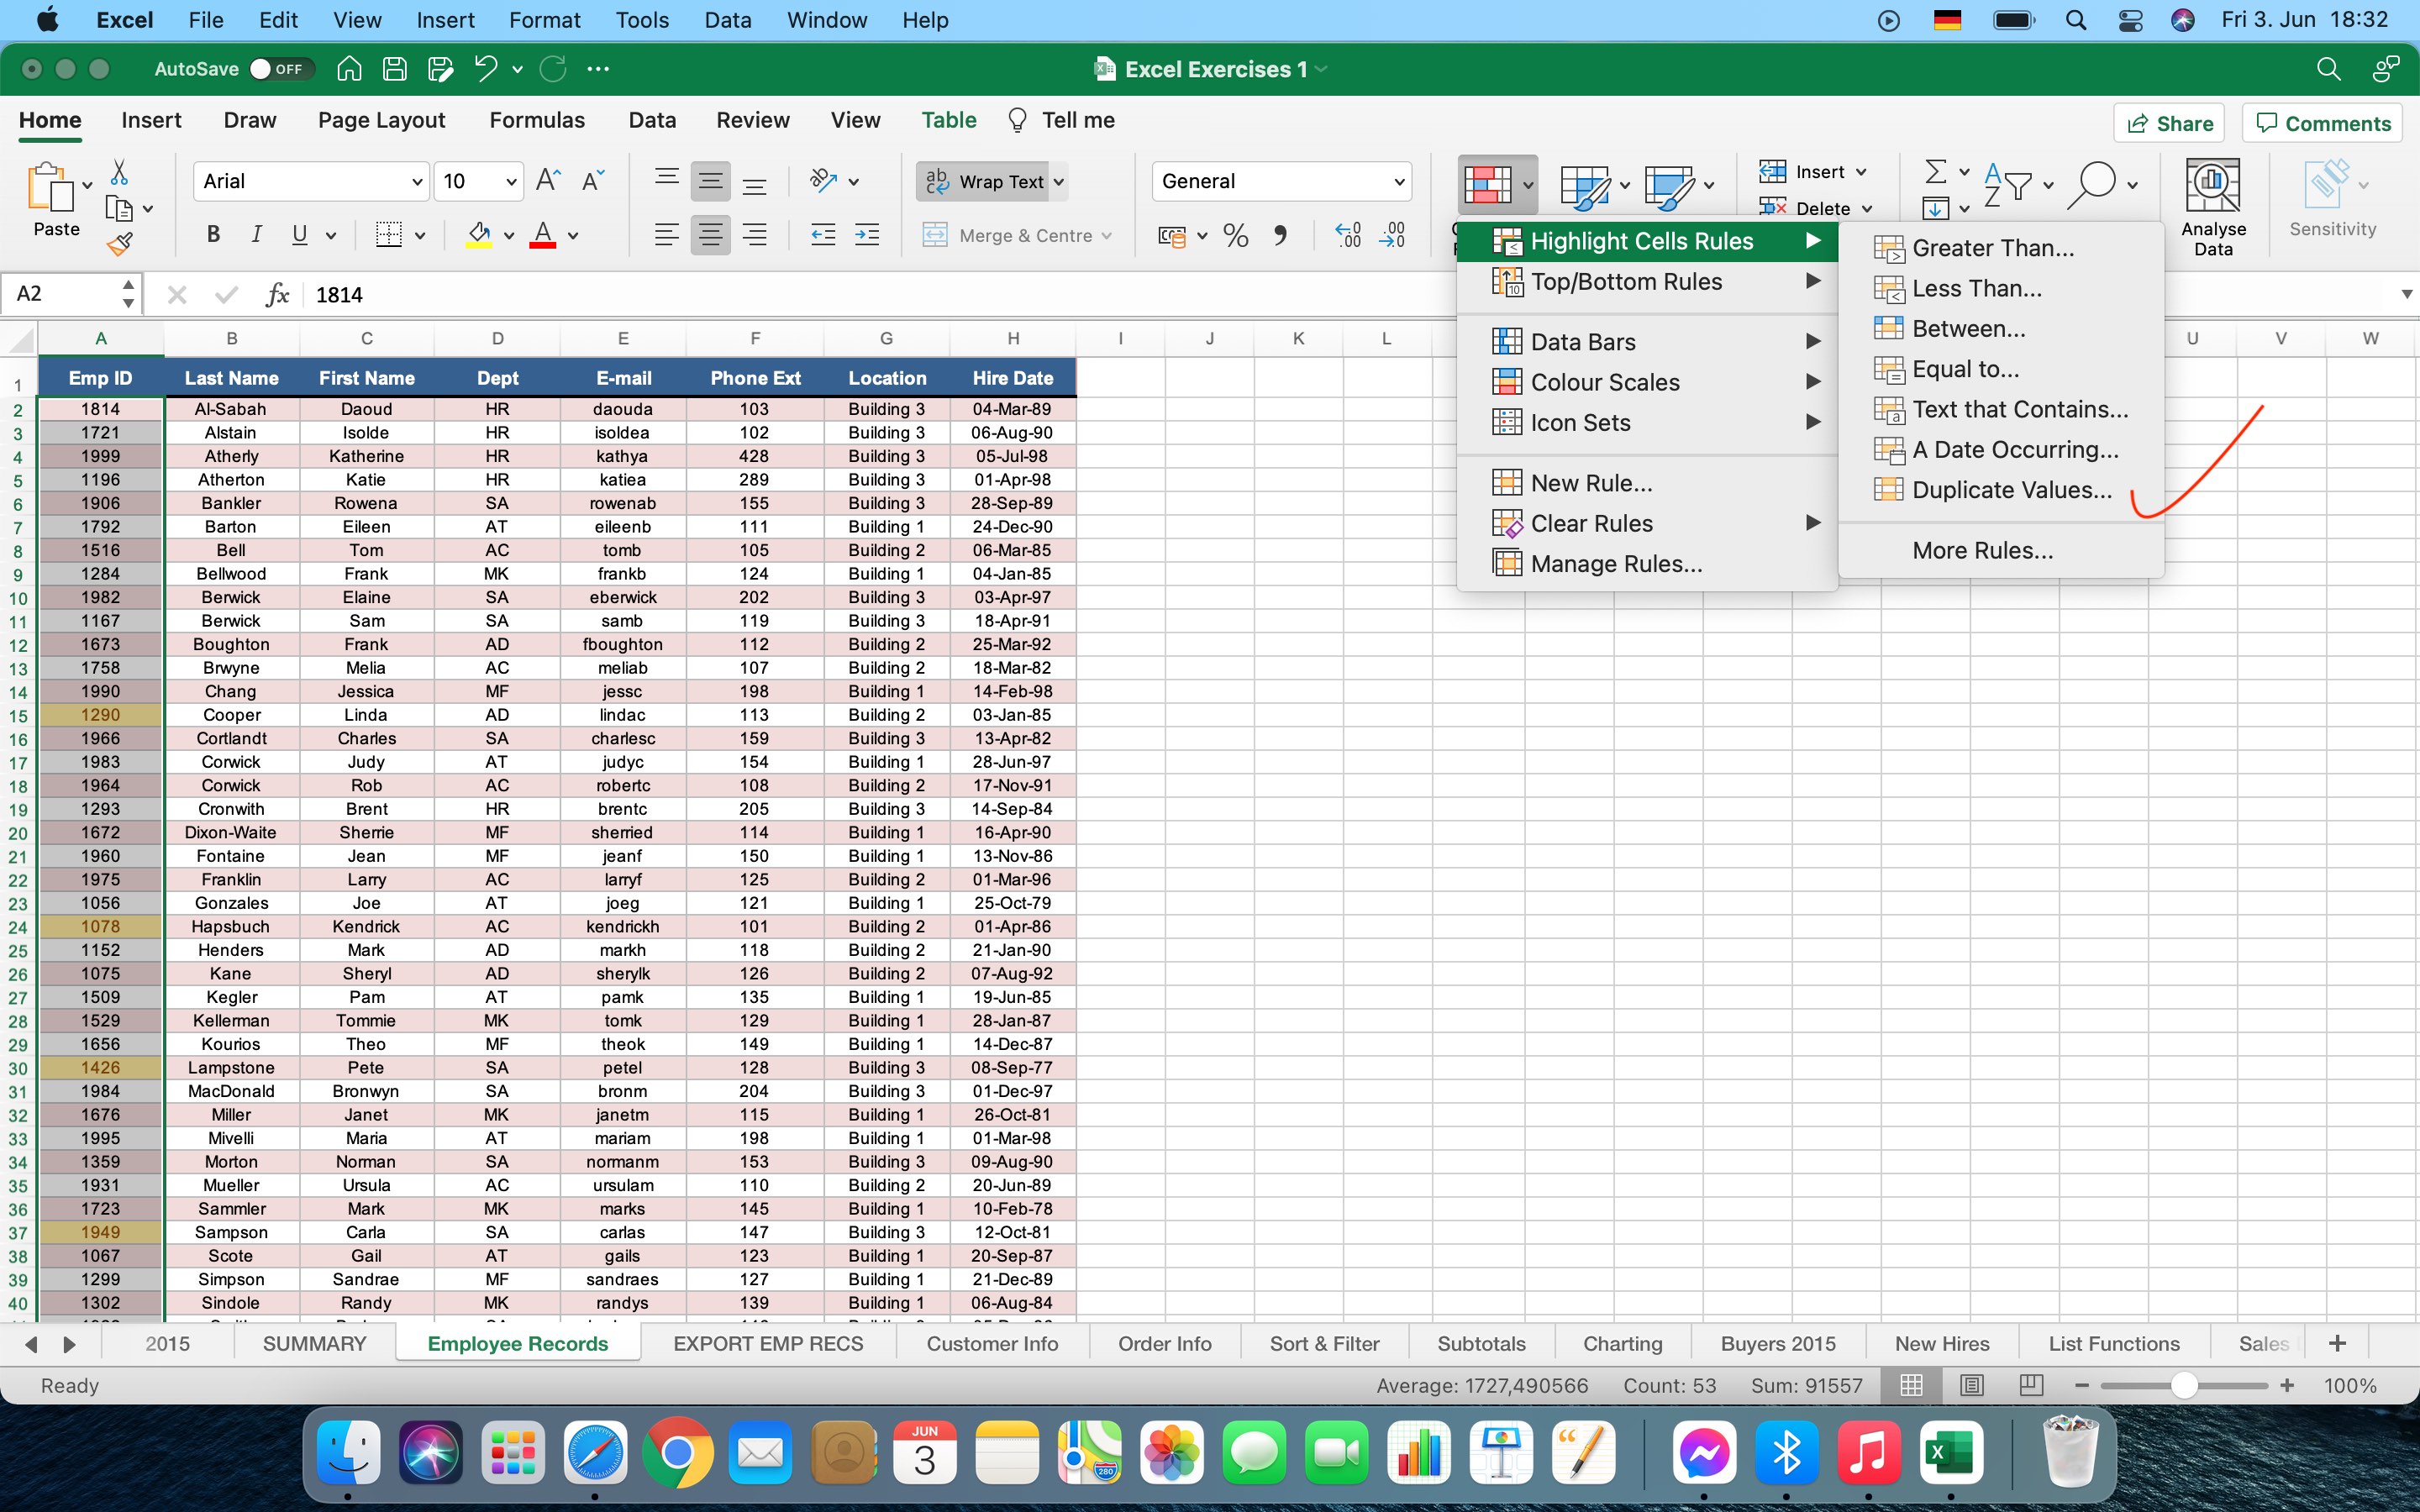 Excel File Edit View Insert Format Tools Data Window Help Fri 3. Jun 18:32
AutoSave OFF Excel Exercises 1
Home Insert Draw Page Layout Formulas Data Review View Table Tell me Share Comments
Paste Arial 10 B I U Wrap Text Merge & Centre General Insert Delete Analyse Data Sensitivity
A2 fx 1814
Highlight Cells Rules
Top/Bottom Rules
Data Bars
Colour Scales
Icon Sets
New Rule...
Clear Rules
Manage Rules...
Greater Than...
Less Than...
Between...
Equal to...
Text that Contains...
A Date Occurring...
Duplicate Values...
More Rules...
A B C D E F G H I J K L U V W
1 Emp ID Last Name First Name Dept E-mail Phone Ext Location Hire Date
2 1814 Al-Sabah Daoud HR daouda 103 Building 3 04-Mar-89
3 1721 Alstain Isolde HR isoldea 102 Building 3 06-Aug-90
4 1999 Atherly Katherine HR kathya 428 Building 3 05-Jul-98
5 1196 Atherton Katie HR katiea 289 Building 3 01-Apr-98
6 1906 Bankler Rowena SA rowenab 155 Building 3 28-Sep-89
7 1792 Barton Eileen AT eileenb 111 Building 1 24-Dec-90
8 1516 Bell Tom AC tomb 105 Building 2 06-Mar-85
9 1284 Bellwood Frank MK frankb 124 Building 1 04-Jan-85
10 1982 Berwick Elaine SA eberwick 202 Building 3 03-Apr-97
11 1167 Berwick Sam SA samb 119 Building 3 18-Apr-91
12 1673 Boughton Frank AD fboughton 112 Building 2 25-Mar-92
13 1758 Brwyne Melia AC meliab 107 Building 2 18-Mar-82
14 1990 Chang Jessica MF jessc 198 Building 1 14-Feb-98
15 1290 Cooper Linda AD lindac 113 Building 2 03-Jan-85
16 1966 Cortlandt Charles SA charlesc 159 Building 3 13-Apr-82
17 1983 Corwick Judy AT judyc 154 Building 1 28-Jun-97
18 1964 Corwick Rob AC robertc 108 Building 2 17-Nov-91
19 1293 Cronwith Brent HR brentc 205 Building 3 14-Sep-84
20 1672 Dixon-Waite Sherrie MF sherried 114 Building 1 16-Apr-90
21 1960 Fontaine Jean MF jeanf 150 Building 1 13-Nov-86
22 1975 Franklin Larry AC larryf 125 Building 2 01-Mar-96
23 1056 Gonzales Joe AT joeg 121 Building 1 25-Oct-79
24 1078 Hapsbuch Kendrick AC kendrickh 101 Building 2 01-Apr-86
25 1152 Henders Mark AD markh 118 Building 2 21-Jan-90
26 1075 Kane Sheryl AD sherylk 126 Building 2 07-Aug-92
27 1509 Kegler Pam AT pamk 135 Building 1 19-Jun-85
28 1529 Kellerman Tommie MK tomk 129 Building 1 28-Jan-87
29 1656 Kourios Theo MF theok 149 Building 1 14-Dec-87
30 1426 Lampstone Pete SA petel 128 Building 3 08-Sep-77
31 1984 MacDonald Bronwyn SA bronm 204 Building 3 01-Dec-97
32 1676 Miller Janet MK janetm 115 Building 1 26-Oct-81
33 1995 Mivelli Maria AT mariam 198 Building 1 01-Mar-98
34 1359 Morton Norman SA normanm 153 Building 3 09-Aug-90
35 1931 Mueller Ursula AC ursulam 110 Building 2 20-Jun-89
36 1723 Sammler Mark MK marks 145 Building 1 10-Feb-78
37 1949 Sampson Carla SA carlas 147 Building 3 12-Oct-81
38 1067 Scote Gail AT gails 123 Building 1 20-Sep-87
39 1299 Simpson Sandrae MF sandraes 127 Building 1 21-Dec-89
40 1302 Sindole Randy MK randys 139 Building 1 06-Aug-84
2015 SUMMARY Employee Records EXPORT EMP RECS Customer Info Order Info Sort & Filter Subtotals Charting Buyers 2015 New Hires List Functions Sales
Ready Average: 1727,490566 Count: 53 Sum: 91557 100%
JUN
3
280